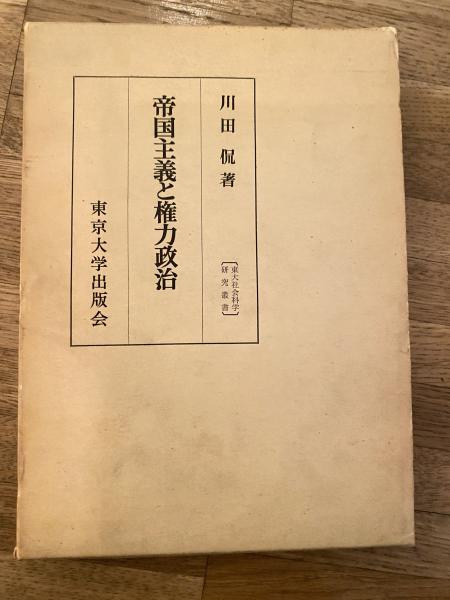 川田侃著
〔東大社会科学
研究叢書〕
帝国主義と権力政治
東京大学出版会